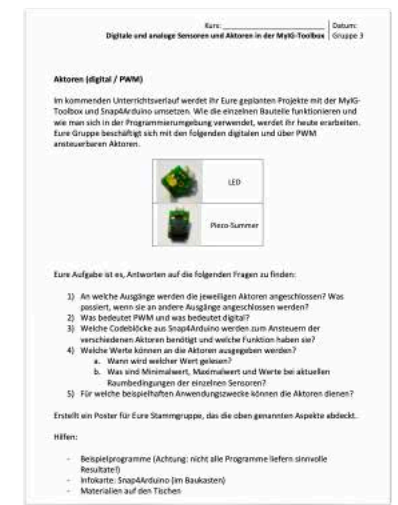 Kurs: Datum:
Digitale und analoge Sensoren und Aktoren in der MyIG-Toolbox Gruppe 3
Aktoren (digital / PWM)
Im kommenden Unterrichtsverlauf werdet ihr Eure geplanten Projekte mit der MyIG-
Toolbox und Snap4Arduino umsetzen. Wie die einzelnen Bauteile funktionieren und
wie man sich in der Programmierumgebung verwendet, werdet ihr heute erarbeiten.
Eure Gruppe beschäftigt sich mit den folgenden digitalen und über PWM
ansteuerbaren Aktoren.
LED
Piezo-Summer
Eure Aufgabe ist es, Antworten auf die folgenden Fragen zu finden:
1) An welche Ausgänge werden die jeweiligen Aktoren angeschlossen? Was
passiert, wenn sie an andere Ausgänge angeschlossen werden?
2) Was bedeutet PWM und was bedeutet digital?
3) Welche Codeblöcke aus Snap4Arduino werden zum Ansteuern der
verschiedenen Aktoren benötigt und welche Funktion haben sie?
4) Welche Werte können an die Aktoren ausgegeben werden?
a. Wann wird welcher Wert gelesen?
b. Was sind Minimalwert, Maximalwert und Werte bei aktuellen
Raumbedingungen der einzelnen Sensoren?
5) Für welche beispielhaften Anwendungszwecke können die Aktoren dienen?
Erstellt ein Poster für Eure Stammgruppe, das die oben genannten Aspekte abdeckt.
Hilfen:
- Beispielprogramme (Achtung: nicht alle Programme liefern sinnvolle
Resultate!)
- Infokarte: Snap4Arduino (im Baukasten)
- Materialien auf den Tischen